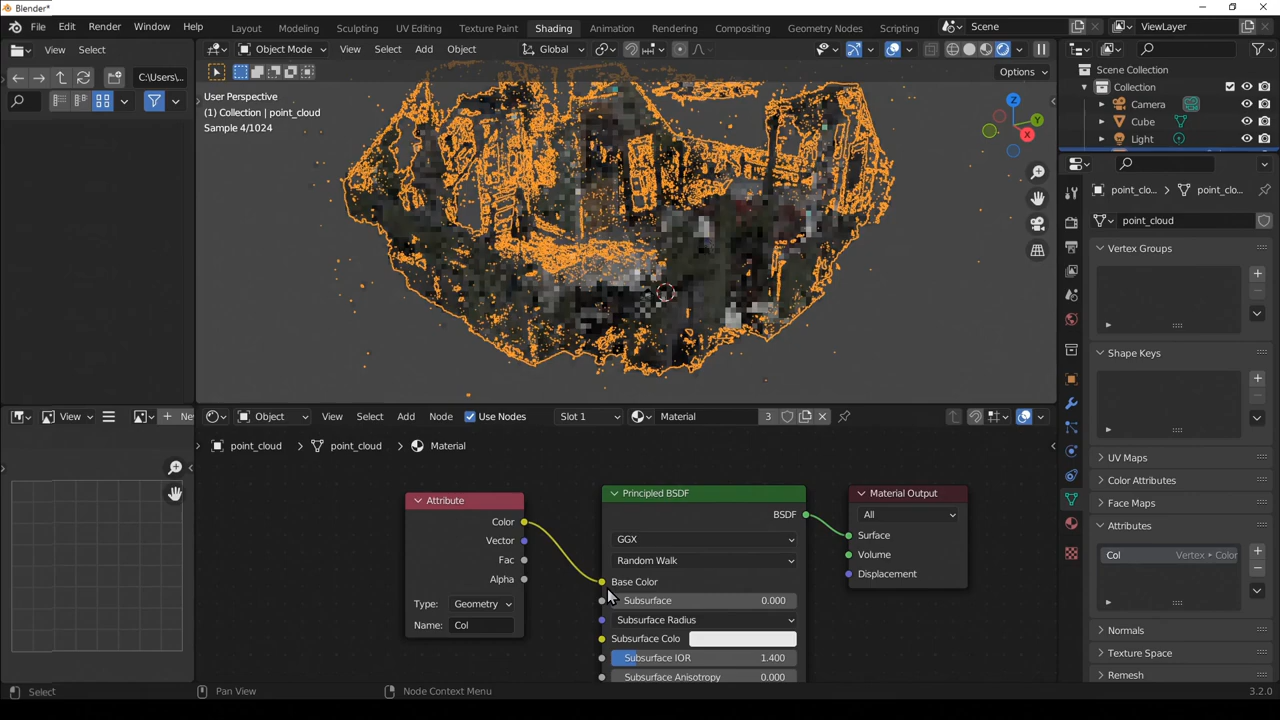 Blender*
File Edit Render Window Help Layout Modeling Sculpting UV Editing Texture Paint Shading Animation Rendering Compositing Geometry Nodes Scripting Scene ViewLayer
View Select Object Mode View Select Add Object Global
C:\Users\... Options
User Perspective
(1) Collection | point_cloud
Sample 4/1024
Z
Y
X
Scene Collection
Collection
Camera
Cube
Light
point_clo... point_clo...
point_cloud
Vertex Groups
Shape Keys
UV Maps
Color Attributes
Face Maps
Attributes
Col Vertex ▸ Color
Normals
Texture Space
Remesh
View Ne
Object View Select Add Node Use Nodes Slot 1 Material 3
point_cloud point_cloud Material
Attribute
Color
Vector
Fac
Alpha
Type: Geometry
Name: Col
Principled BSDF
BSDF
GGX
Random Walk
Base Color
Subsurface 0.000
Subsurface Radius
Subsurface Colo
Subsurface IOR 1.400
Subsurface Anisotropy 0.000
Material Output
All
Surface
Volume
Displacement
Select Pan View Node Context Menu 3.2.0